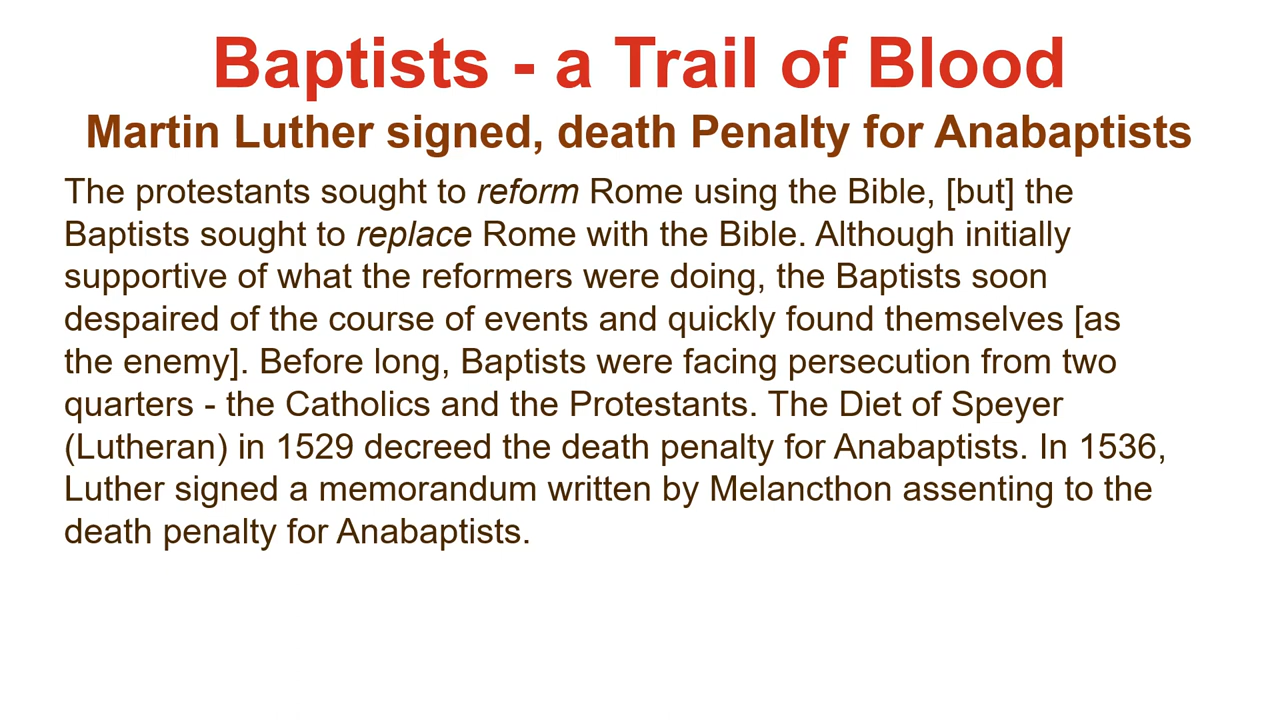 Baptists - a Trail of Blood
Martin Luther signed, death Penalty for Anabaptists
The protestants sought to reform Rome using the Bible, [but] the
Baptists sought to replace Rome with the Bible. Although initially
supportive of what the reformers were doing, the Baptists soon
despaired of the course of events and quickly found themselves [as
the enemy]. Before long, Baptists were facing persecution from two
quarters - the Catholics and the Protestants. The Diet of Speyer
(Lutheran) in 1529 decreed the death penalty for Anabaptists. In 1536,
Luther signed a memorandum written by Melancthon assenting to the
death penalty for Anabaptists.